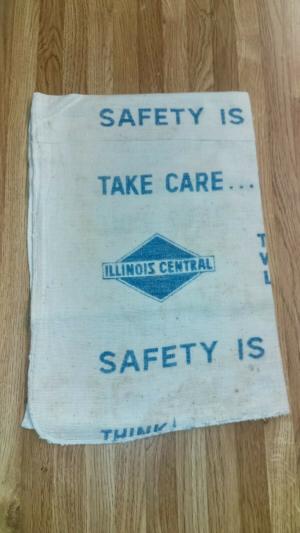 SAFETY IS
TAKE CARE...
T
V
L
ILLINOIS CENTRAL
SAFETY IS
THINK!